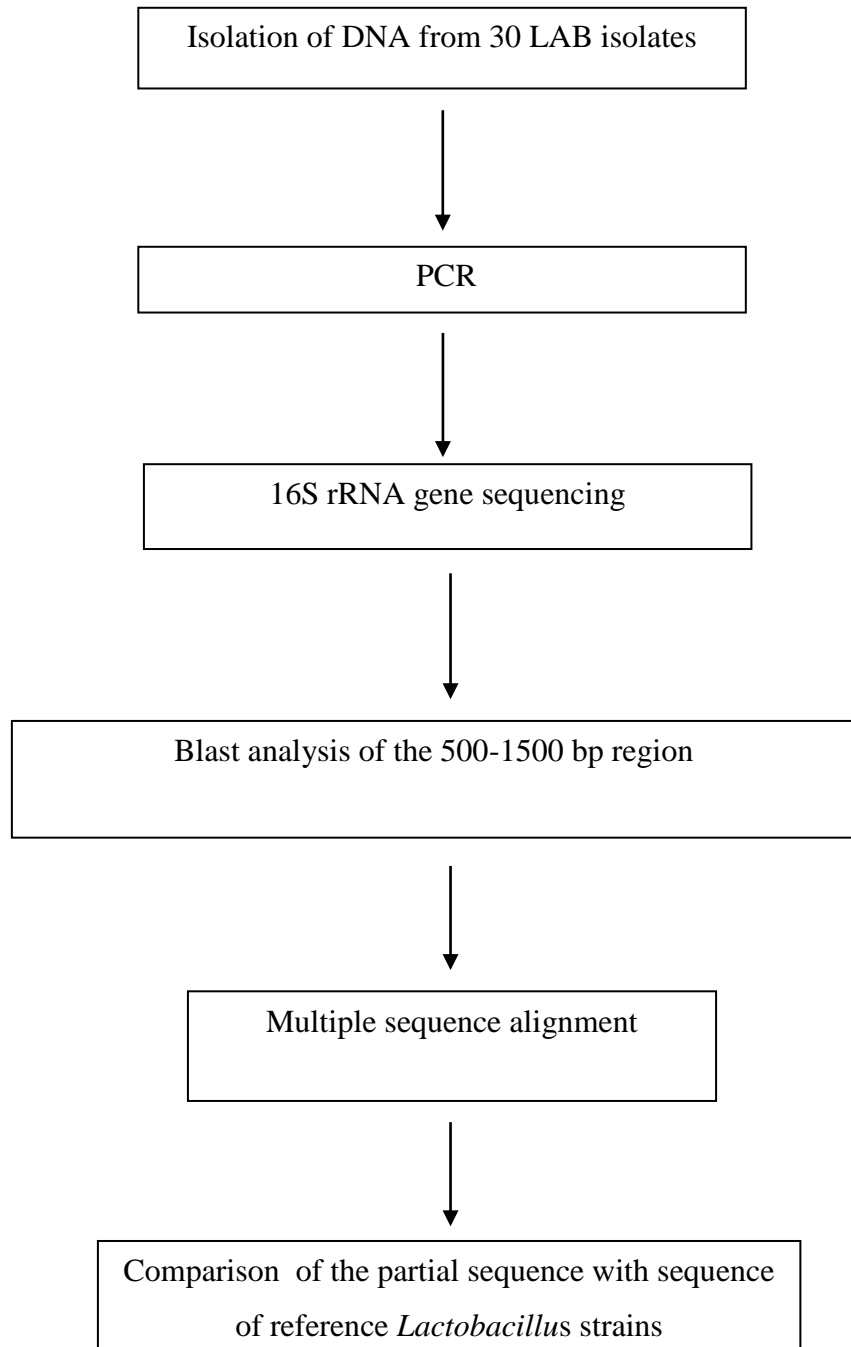 Isolation of DNA from 30 LAB isolates
PCR
16S rRNA gene sequencing
Blast analysis of the 500-1500 bp region
Multiple sequence alignment
Comparison of the partial sequence with sequence
of reference Lactobacillus strains